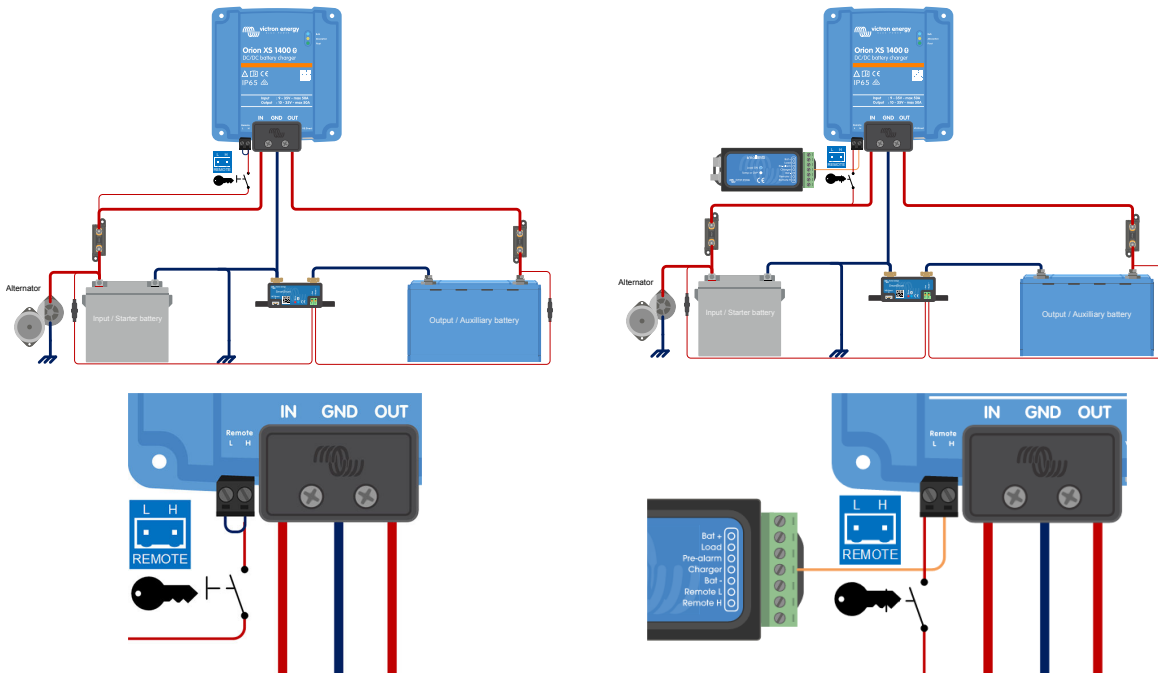 victron energy
Orion XS 1400
DC/DC battery charger
IP65
IN GND OUT
L H
REMOTE
Alternator
Input / Starter battery
Output / Auxilliary battery
victron energy
Orion XS 1400
DC/DC battery charger
IP65
IN GND OUT
L H
REMOTE
Alternator
Input / Starter battery
Output / Auxilliary battery
IN GND OUT
Remote
L H
L H
REMOTE
IN GND OUT
Remote
L H
L H
REMOTE
Bat +
Load
Pre-alarm
Charger
Bat -
Remote L
Remote H